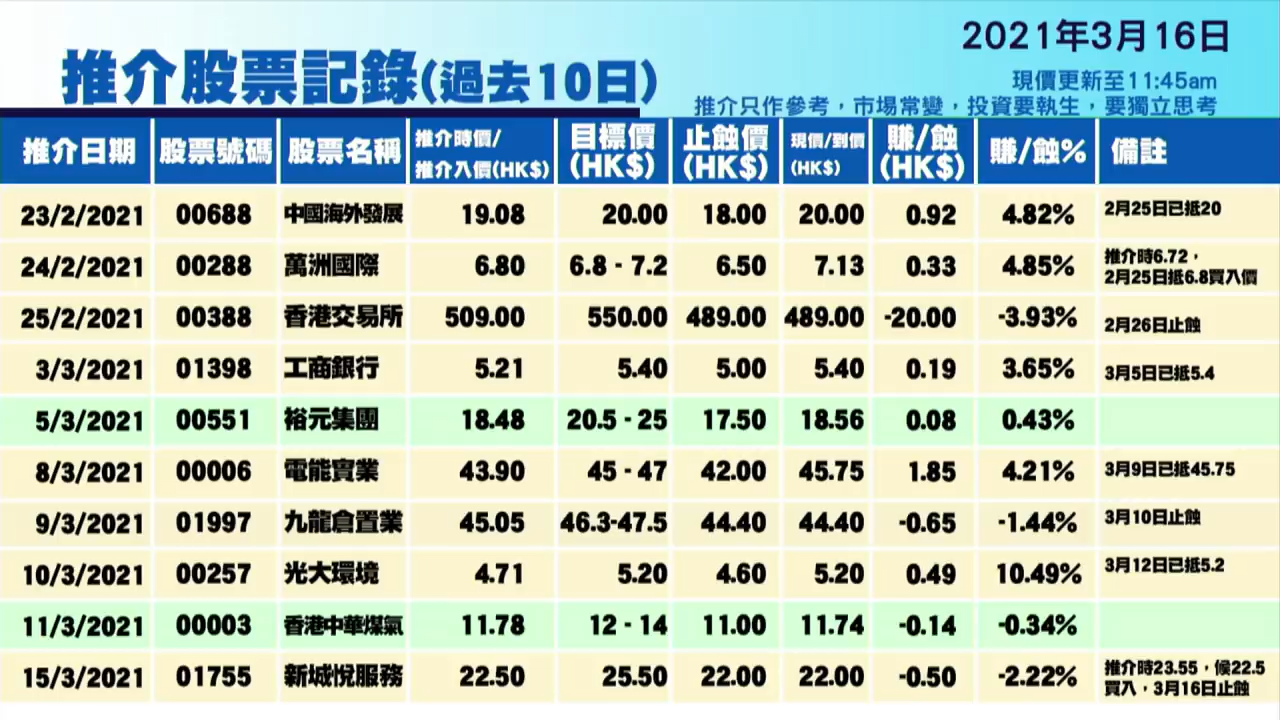 2021年3月16日
推介股票記錄(過去10日)
現價更新至11:45am
推介只作參考，市場常變，投資要執生，要獨立思考
推介日期 股票號碼 股票名稱 推介時價/推介入價(HK$) 目標價(HK$) 止蝕價(HK$) 現價/到價(HK$) 賺/蝕(HK$) 賺/蝕% 備註
23/2/2021 00688 中國海外發展 19.08 20.00 18.00 20.00 0.92 4.82% 2月25日已抵20
24/2/2021 00288 萬洲國際 6.80 6.8 - 7.2 6.50 7.13 0.33 4.85% 推介時6.72，2月25日抵6.8買入價
25/2/2021 00388 香港交易所 509.00 550.00 489.00 489.00 -20.00 -3.93% 2月26日止蝕
3/3/2021 01398 工商銀行 5.21 5.40 5.00 5.40 0.19 3.65% 3月5日已抵5.4
5/3/2021 00551 裕元集團 18.48 20.5 - 25 17.50 18.56 0.08 0.43%
8/3/2021 00006 電能實業 43.90 45 - 47 42.00 45.75 1.85 4.21% 3月9日已抵45.75
9/3/2021 01997 九龍倉置業 45.05 46.3-47.5 44.40 44.40 -0.65 -1.44% 3月10日止蝕
10/3/2021 00257 光大環境 4.71 5.20 4.60 5.20 0.49 10.49% 3月12日已抵5.2
11/3/2021 00003 香港中華煤氣 11.78 12 - 14 11.00 11.74 -0.14 -0.34%
15/3/2021 01755 新城悅服務 22.50 25.50 22.00 22.00 -0.50 -2.22% 推介時23.55，候22.5買入，3月16日止蝕